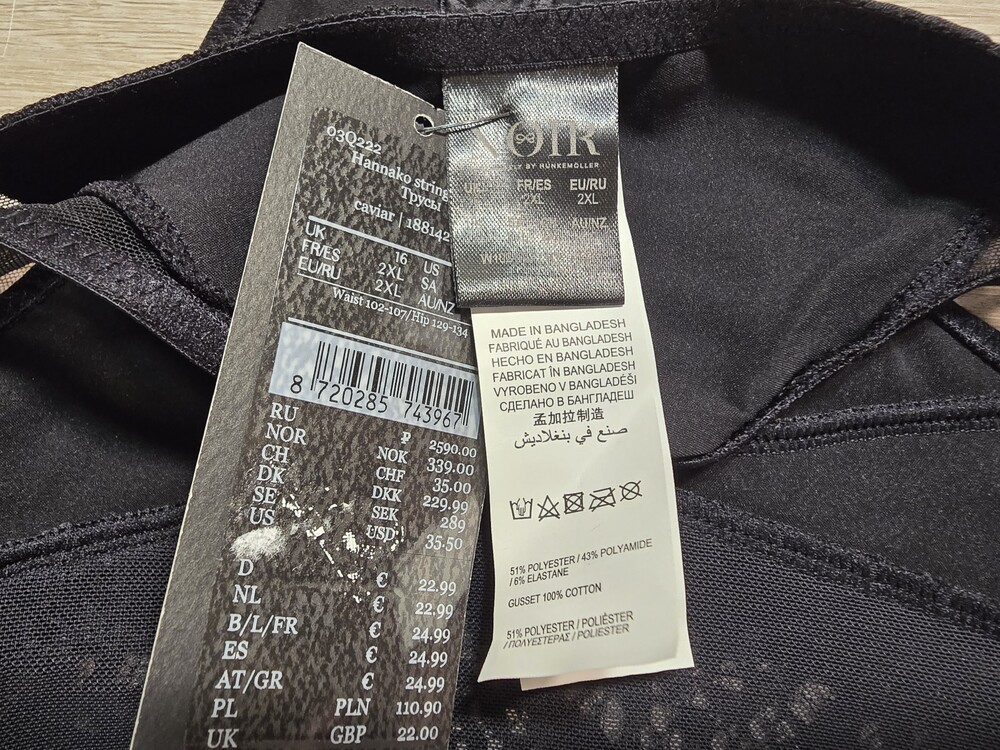 03Q222
Hannako string
Трусы
caviar | 188142
UK 16 US
FR/ES 2XL SA
EU/RU 2XL AU/NZ
Waist 102-107/Hip 129-134
8 720285 743967
RU ₽ 2590.00
NOR NOK 339.00
CH CHF 35.00
DK DKK 229.99
SE SEK 289
US USD 35.50
D € 22.99
NL € 22.99
B/L/FR € 24.99
ES € 24.99
AT/GR € 24.99
PL PLN 110.90
UK GBP 22.00
NOIR
BY HUNKEMÖLLER
UK FR/ES EU/RU
2XL 2XL
AU/NZ
MADE IN BANGLADESH
FABRIQUÉ AU BANGLADESH
HECHO EN BANGLADESH
FABRICAT ÎN BANGLADESH
VYROBENO V BANGLADÉŠI
СДЕЛАНО В БАНГЛАДЕШ
孟加拉制造
صنع في بنغلاديش
51% POLYESTER / 43% POLYAMIDE
/ 6% ELASTANE
GUSSET 100% COTTON
51% POLYESTER / POLIÉSTER
/ ΠΟΛΥΕΣΤΕΡΑΣ / POLIESTER